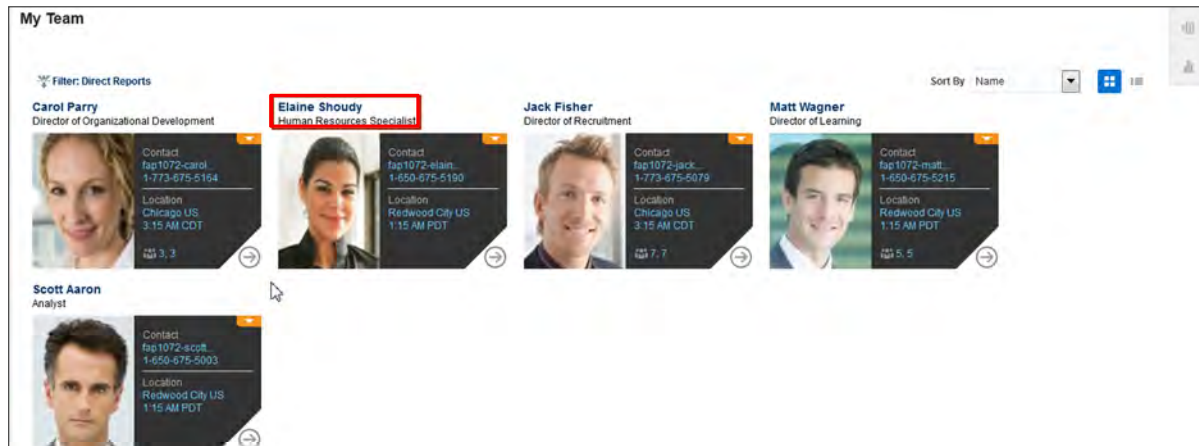 My Team
Filter: Direct Reports
Sort By Name
Carol Parry
Director of Organizational Development
Contact
fap1072-carol...
1-773-675-5164
Location
Chicago US
3:15 AM CDT
3, 3
Elaine Shoudy
Human Resources Specialist
Contact
fap1072-elain...
1-650-675-5190
Location
Redwood City US
1:15 AM PDT
Jack Fisher
Director of Recruitment
Contact
fap1072-jack...
1-773-675-5079
Location
Chicago US
3:15 AM CDT
7, 7
Matt Wagner
Director of Learning
Contact
fap1072-matt...
1-650-675-5215
Location
Redwood City US
1:15 AM PDT
5, 5
Scott Aaron
Analyst
Contact
fap1072-scott...
1-650-675-5003
Location
Redwood City US
1:15 AM PDT